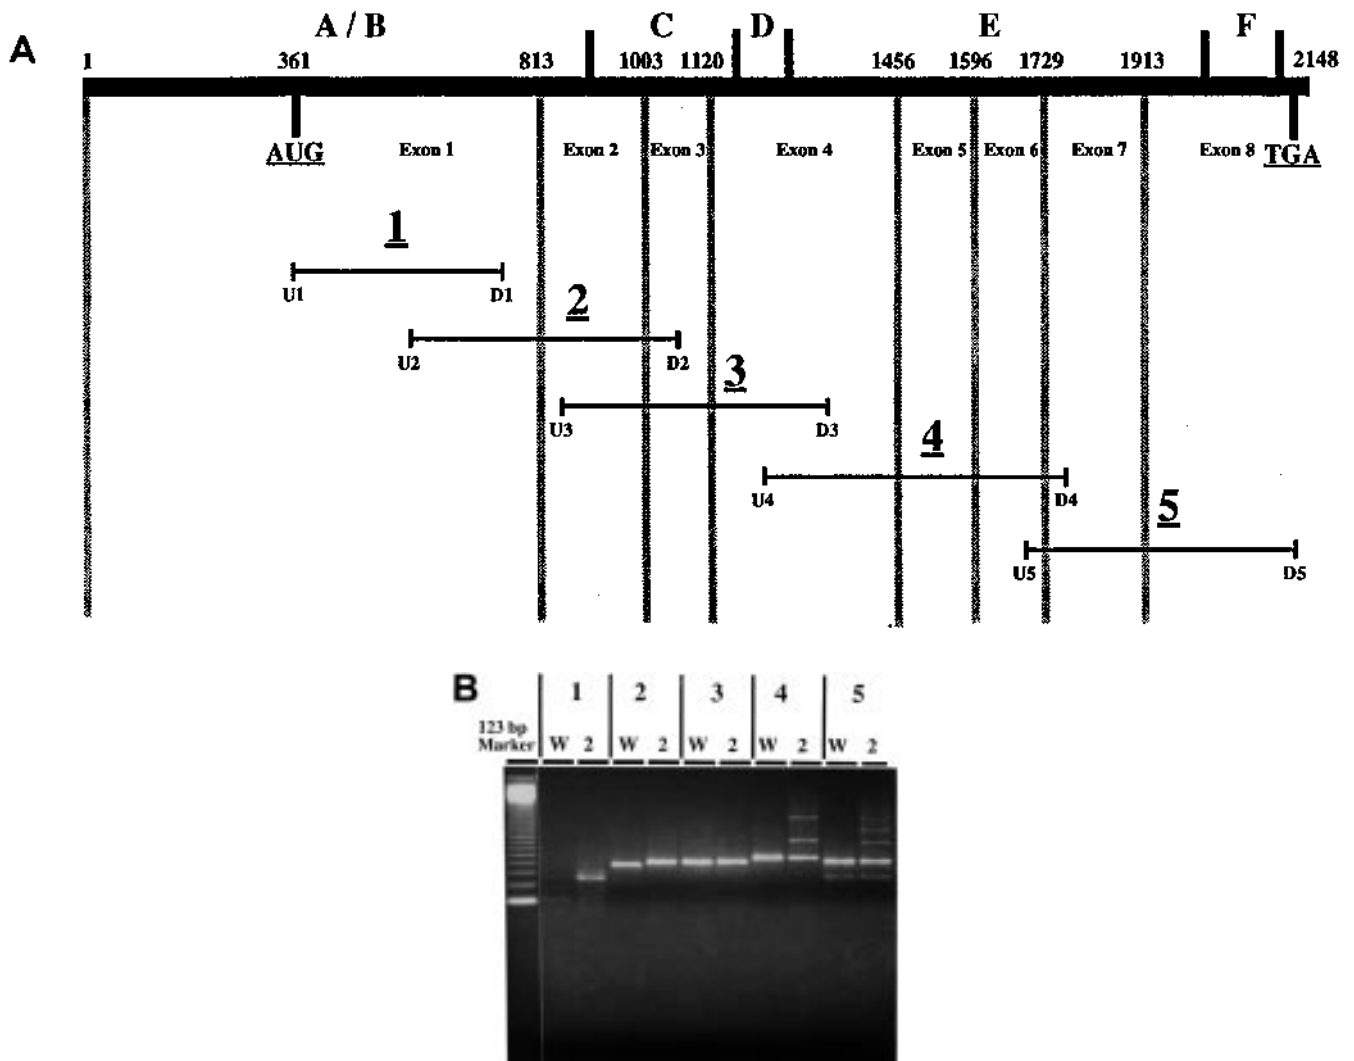 A
A / B C D E F
1 361 813 1003 1120 1456 1596 1729 1913 2148
AUG Exon 1 Exon 2 Exon 3 Exon 4 Exon 5 Exon 6 Exon 7 Exon 8 TGA
1
U1 D1
2
U2 D2
3
U3 D3
4
U4 D4
5
U5 D5
B
1 2 3 4 5
123 bp
Marker W 2 W 2 W 2 W 2 W 2